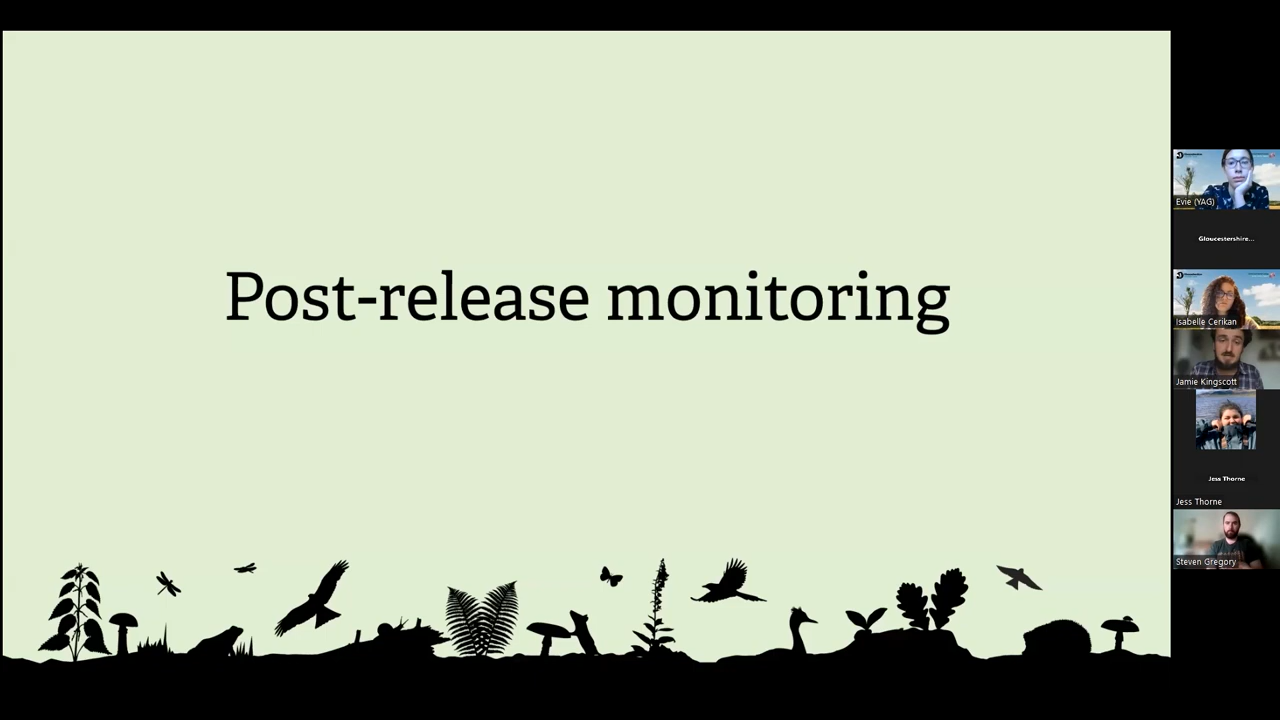 Post-release monitoring
Evie (YAG)
Gloucestershire...
Isabelle Cerikan
Jamie Kingscott
Jess Thorne
Jess Thorne
Steven Gregory